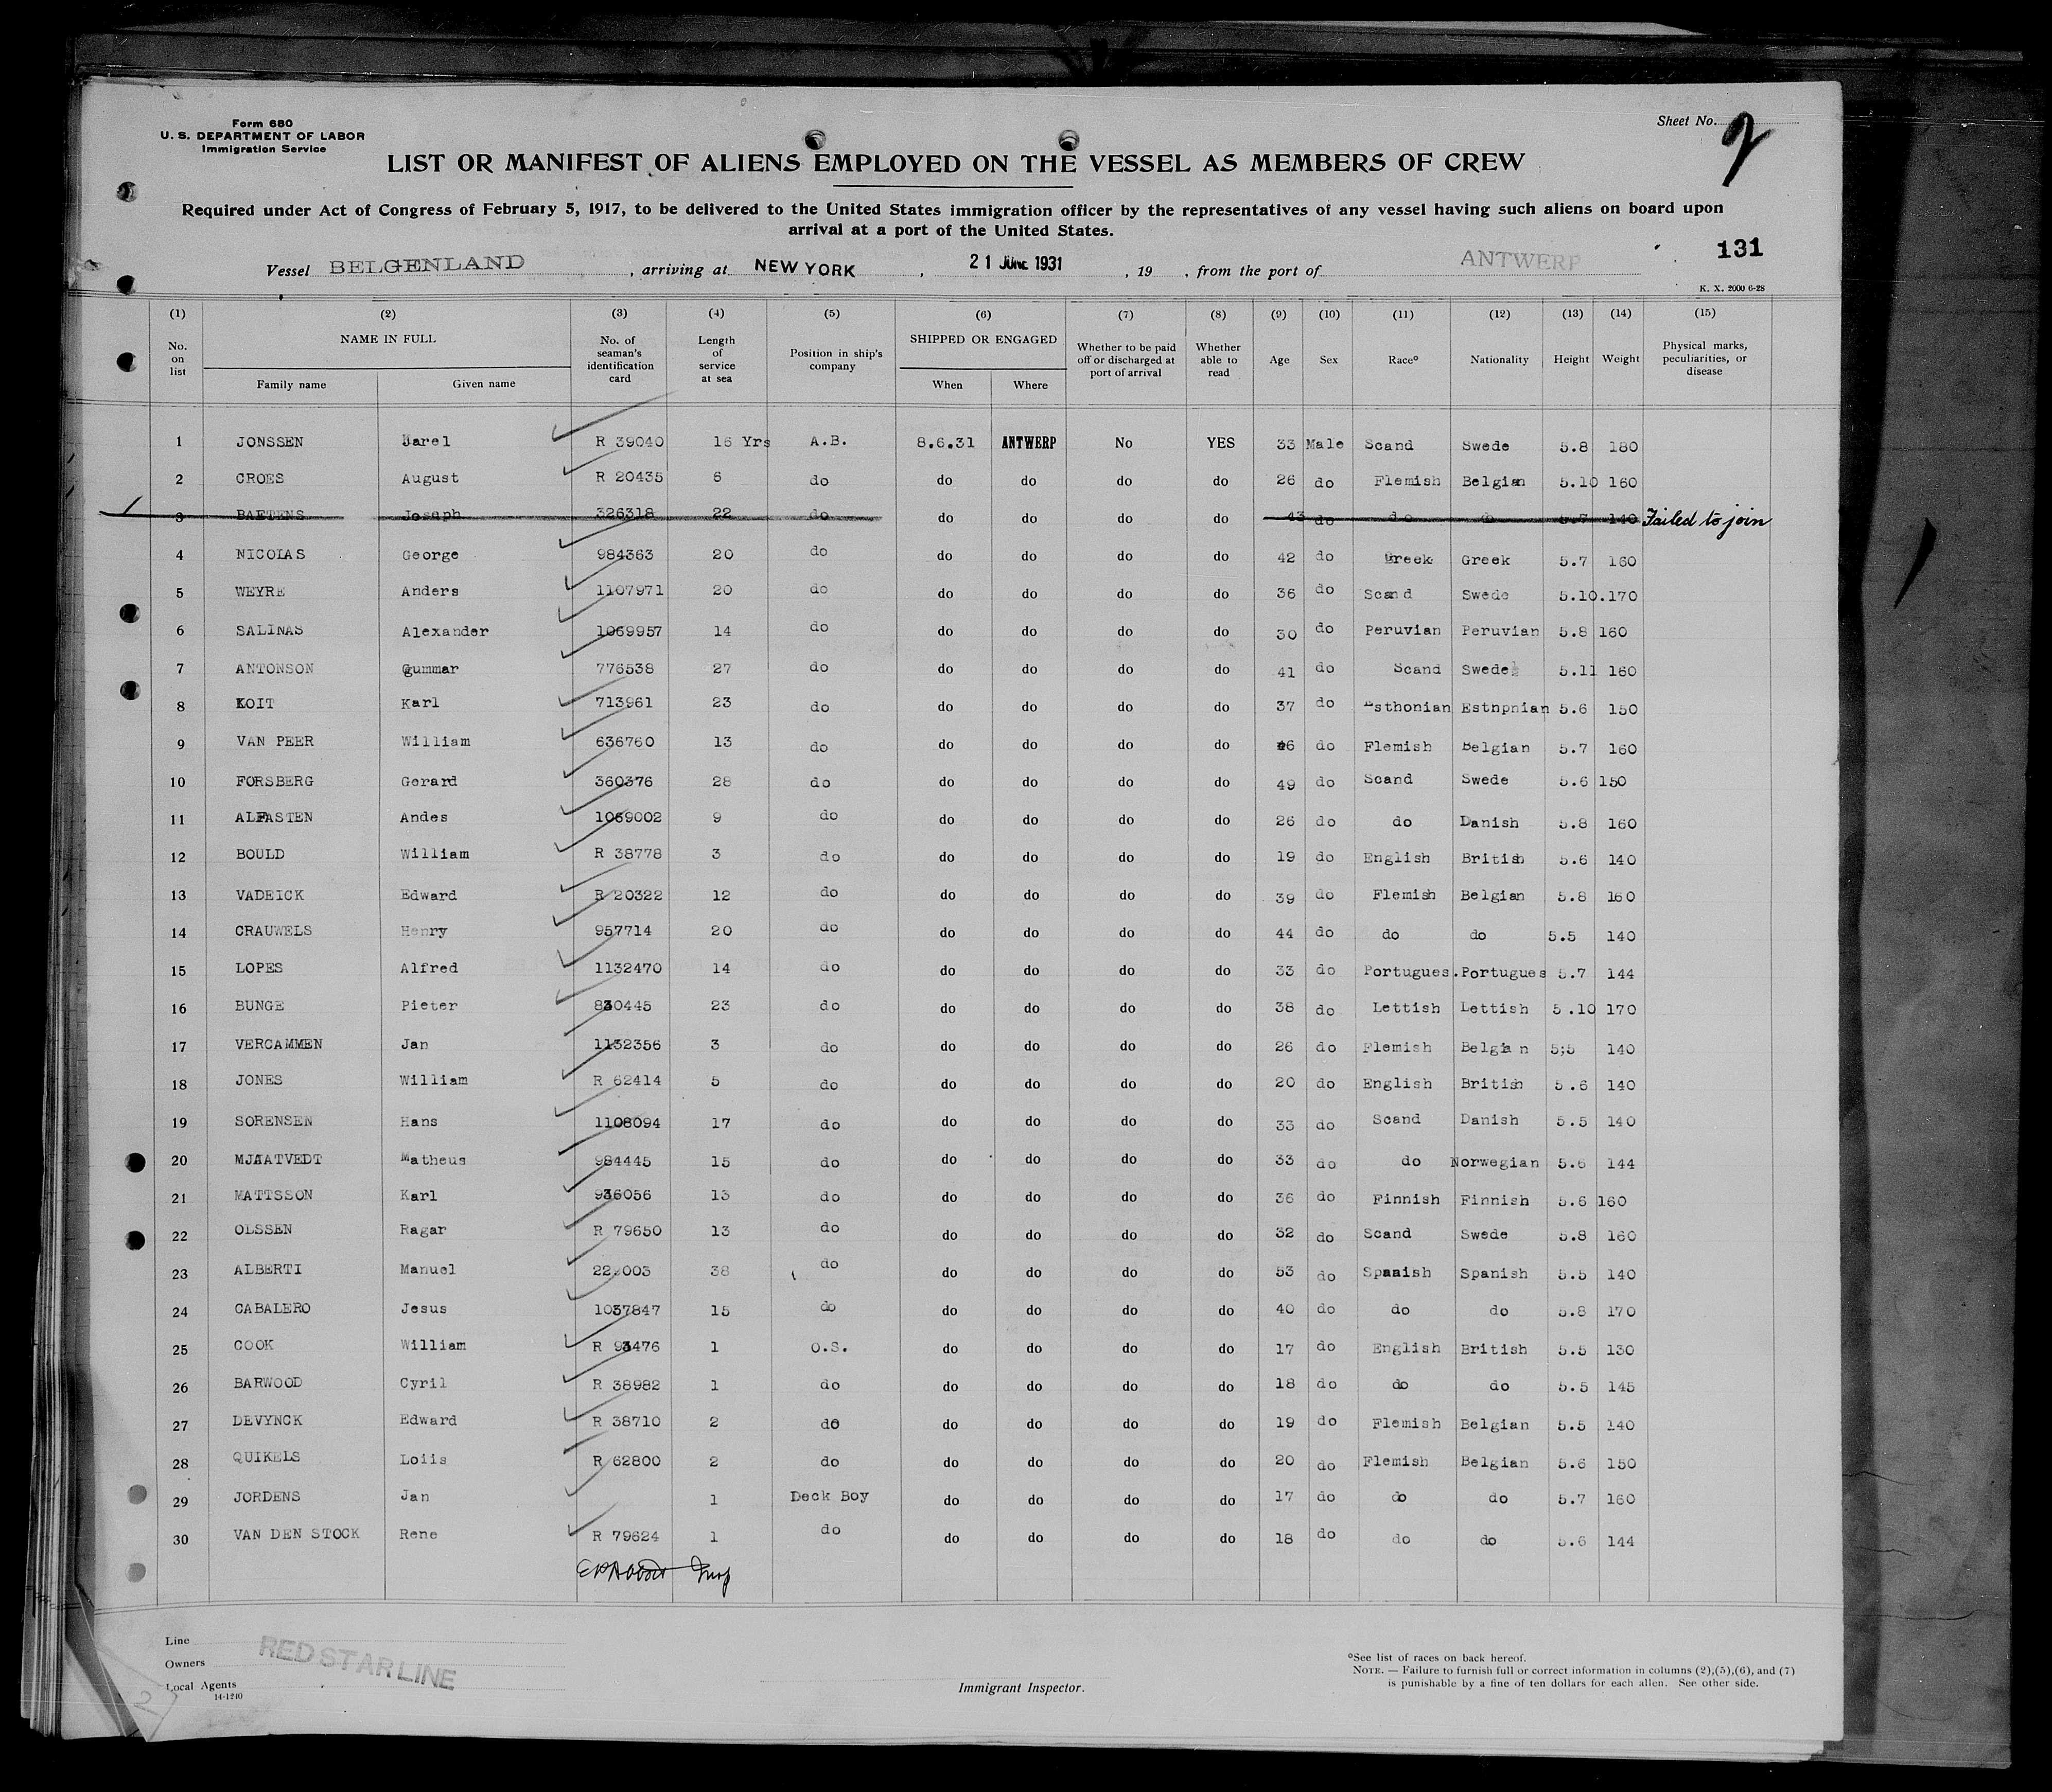 Form 680
U. S. DEPARTMENT OF LABOR
Immigration Service
Sheet No.
LIST OR MANIFEST OF ALIENS EMPLOYED ON THE VESSEL AS MEMBERS OF CREW
Required under Act of Congress of February 5, 1917, to be delivered to the United States immigration officer by the representatives of any vessel having such aliens on board upon
arrival at a port of the United States.
131
Vessel BELGENLAND , arriving at NEW YORK , 21 June 1931 , 19 , from the port of ANTWERP
K. X. 2000 6-28
(1) (2) (3) (4) (5) (6) (7) (8) (9) (10) (11) (12) (13) (14) (15)
No. on list NAME IN FULL Family name Given name No. of seaman's identification card Length of service at sea Position in ship's company SHIPPED OR ENGAGED When Where Whether to be paid off or discharged at port of arrival Whether able to read Age Sex Race° Nationality Height Weight Physical marks, peculiarities, or disease
1 JONSSEN Jarel R 39040 16 Yrs A.B. 8.6.31 ANTWERP No YES 33 Male Scand Swede 5.8 180
2 CROES August R 20435 6 do do do do do 26 do Flemish Belgian 5.10 160
3 BAETENS Joseph 326318 22 do do do do do 43 do do do 5.7 140 Failed to join
4 NICOLAS George 984363 20 do do do do do 42 do Greek Greek 5.7 160
5 WEYRE Anders 1107971 20 do do do do do 36 do Scand Swede 5.10.170
6 SALINAS Alexander 1069957 14 do do do do do 30 do Peruvian Peruvian 5.8 160
7 ANTONSON Gummar 776538 27 do do do do do 41 do Scand Swede 5.11 160
8 KOIT Karl 713961 23 do do do do do 37 do Esthonian Esthpnian 5.6 150
9 VAN PEER William 636760 13 do do do do do 46 do Flemish Belgian 5.7 160
10 FORSBERG Gerard 360376 28 do do do do do 49 do Scand Swede 5.6 150
11 ALFASTEN Andes 1069002 9 do do do do do 26 do do Danish 5.8 160
12 BOULD William R 38778 3 do do do do do 19 do English British 5.6 140
13 VADEICK Edward R 20322 12 do do do do do 39 do Flemish Belgian 5.8 160
14 CRAUWELS Henry 957714 20 do do do do do 44 do do do 5.5 140
15 LOPES Alfred 1132470 14 do do do do do 33 do Portugues. Portugues 5.7 144
16 BUNGE Pieter 830445 23 do do do do do 38 do Lettish Lettish 5.10 170
17 VERCAMMEN Jan 1132356 3 do do do do do 26 do Flemish Belgian 5;5 140
18 JONES William R 62414 5 do do do do do 20 do English British 5.6 140
19 SORENSEN Hans 1108094 17 do do do do do 33 do Scand Danish 5.5 140
20 MJAATVEDT Matheus 984445 15 do do do do do 33 do do Norwegian 5.6 144
21 MATTSSON Karl 936056 13 do do do do do 36 do Finnish Finnish 5.6 160
22 OLSSEN Ragar R 79650 13 do do do do do 32 do Scand Swede 5.8 160
23 ALBERTI Manuel 38 do do do do do 53 do Spanish Spanish 5.5 140
24 CABALERO Jesus 1037847 15 do do do do do 40 do do do 5.8 170
25 COOK William R 93476 1 O.S. do do do do 17 do English British 5.5 130
26 BARWOOD Cyril R 38982 1 do do do do do 18 do do do 5.5 145
27 DEVYNCK Edward R 38710 2 do do do do do 19 do Flemish Belgian 5.5 140
28 QUIKELS Loiis R 62800 2 do do do do do 20 do Flemish Belgian 5.6 150
29 JORDENS Jan 1 Deck Boy do do do do 17 do do do 5.7 160
30 VAN DEN STOCK Rene R 79624 1 do do do do do 18 do do do 5.6 144
Insp
Line
Owners RED STAR LINE
Local Agents
14-1240
Immigrant Inspector.
°See list of races on back hereof.
NOTE. — Failure to furnish full or correct information in columns (2),(5),(6), and (7)
is punishable by a fine of ten dollars for each alien. See other side.